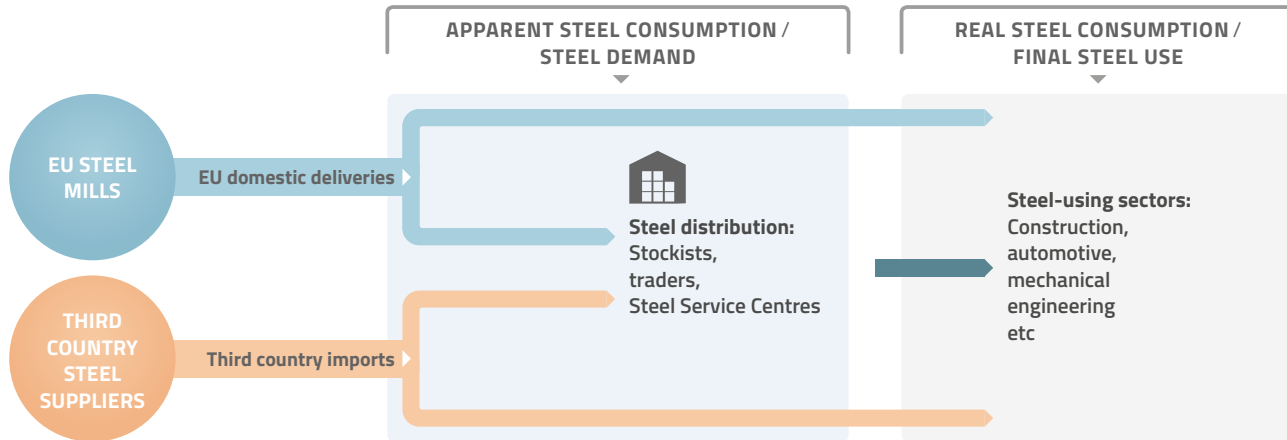 APPARENT STEEL CONSUMPTION /
STEEL DEMAND
REAL STEEL CONSUMPTION /
FINAL STEEL USE
EU STEEL
MILLS
EU domestic deliveries
Steel distribution:
Stockists,
traders,
Steel Service Centres
Steel-using sectors:
Construction,
automotive,
mechanical
engineering
etc
THIRD
COUNTRY
STEEL
SUPPLIERS
Third country imports